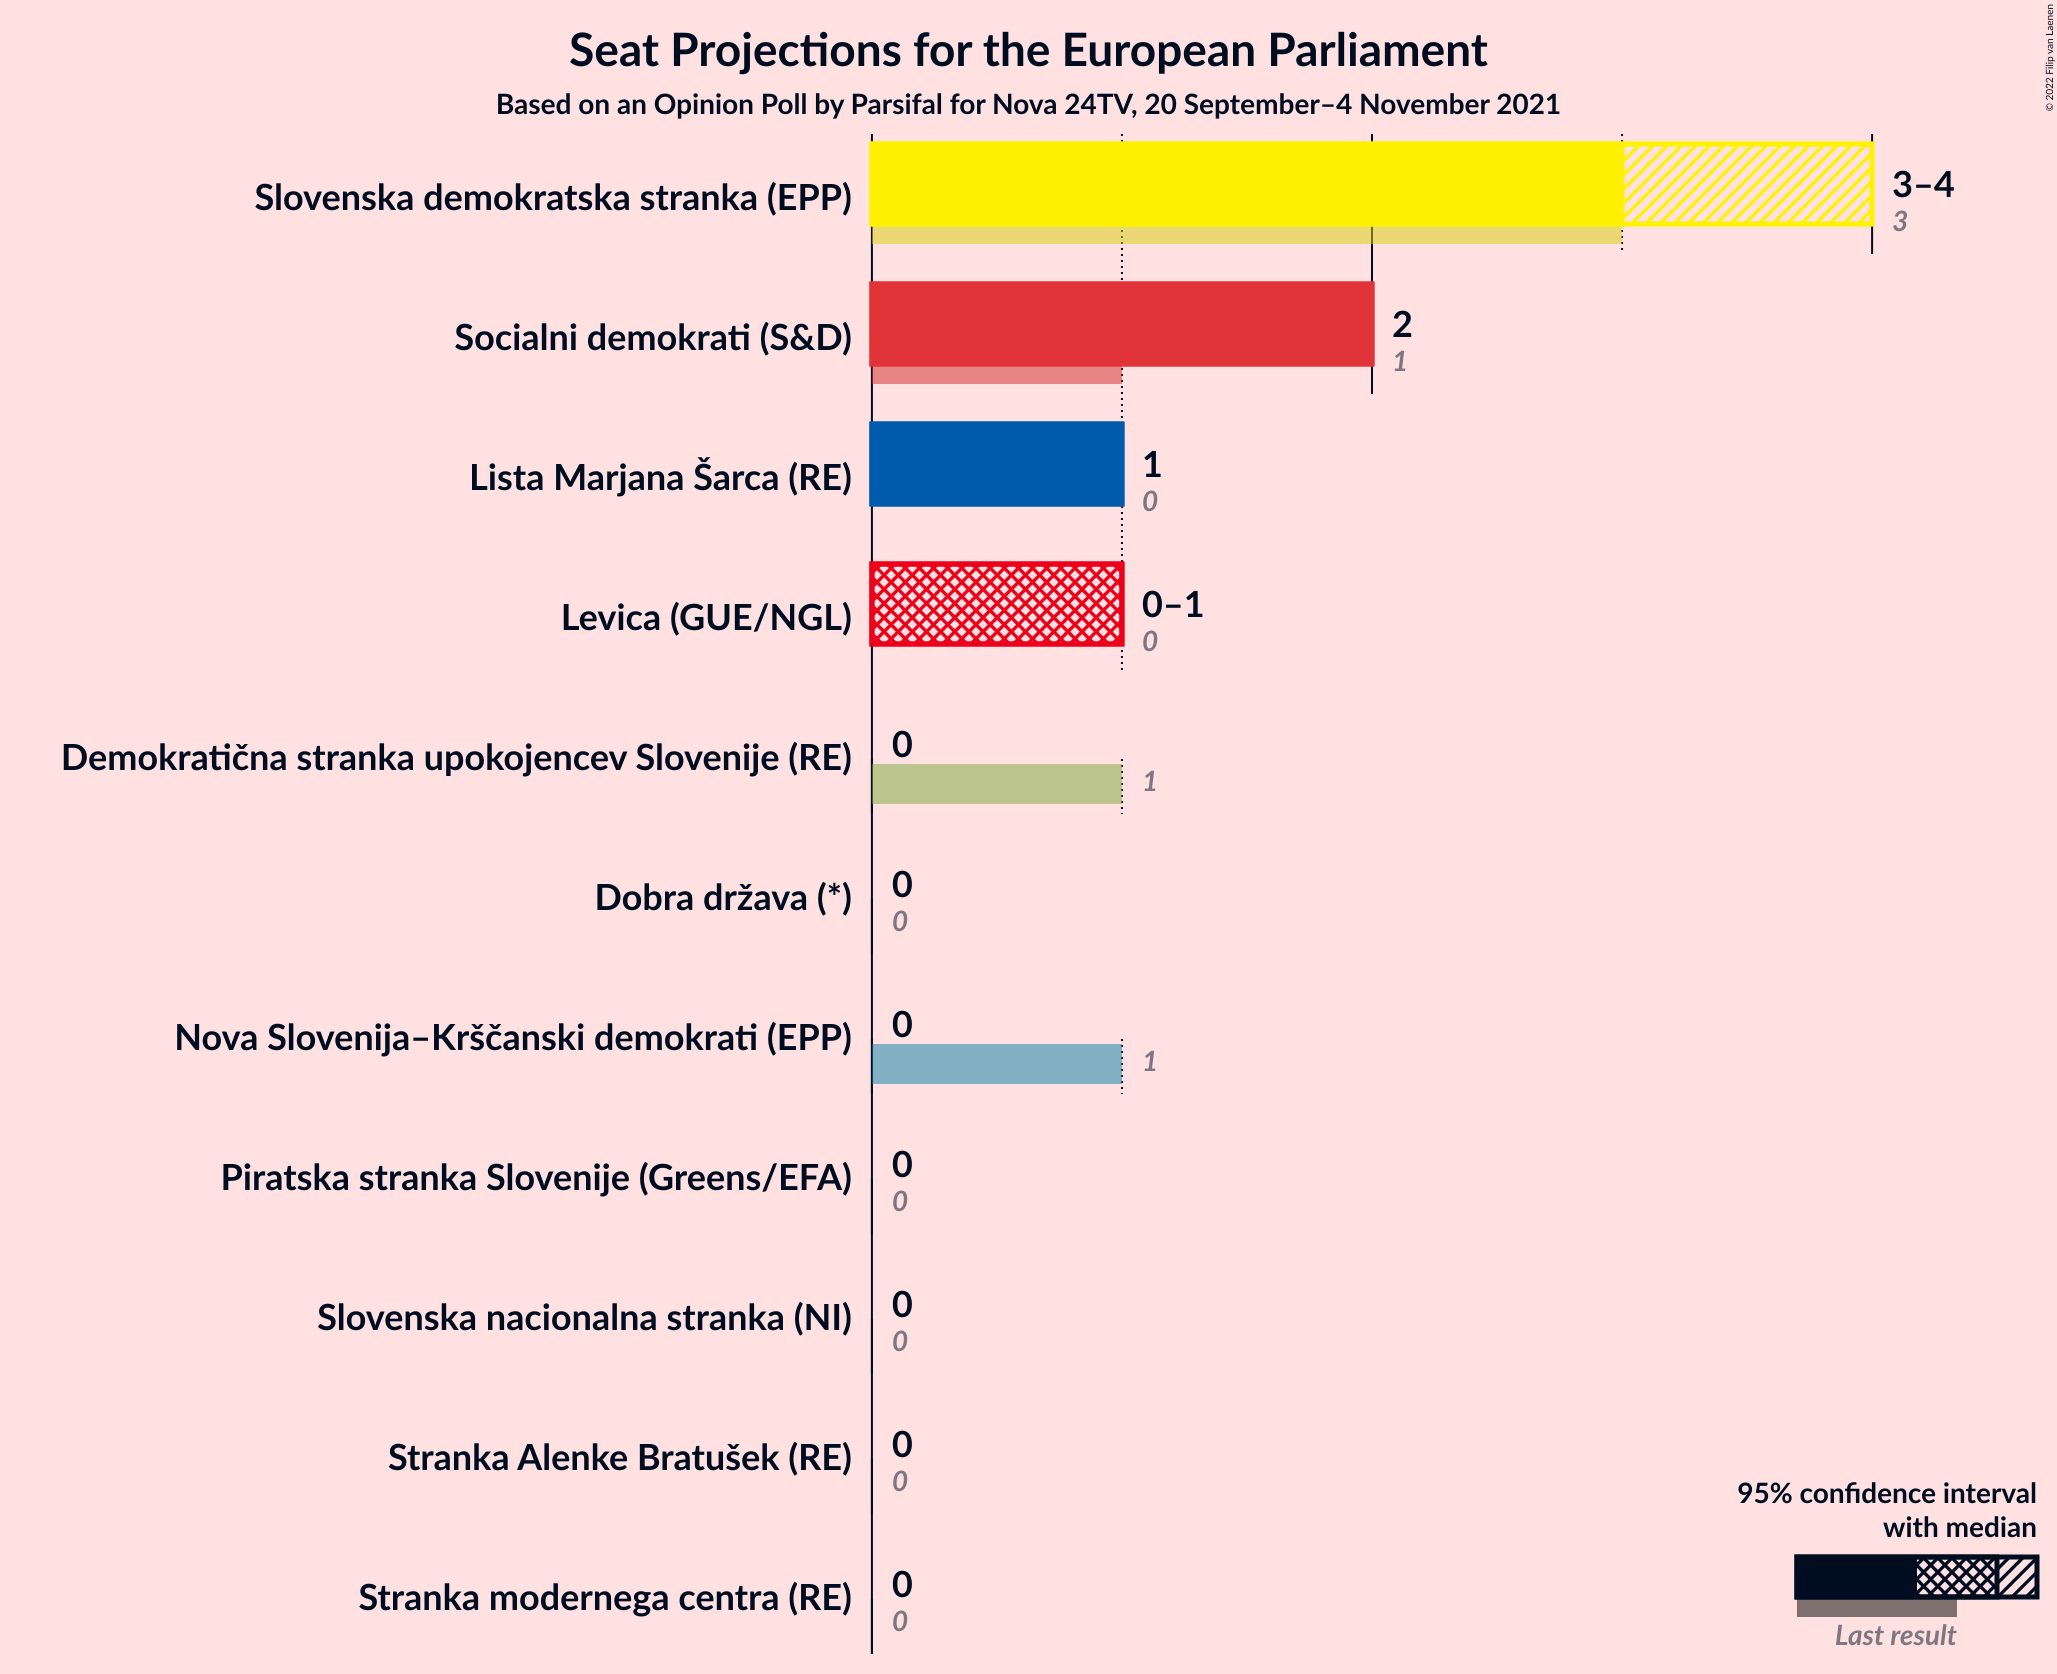 Seat Projections for the European Parliament
Based on an Opinion Poll by Parsifal for Nova 24TV, 20 September–4 November 2021
© 2022 Filip van Laenen
Slovenska demokratska stranka (EPP)
3–4
3
Socialni demokrati (S&D)
2
1
Lista Marjana Šarca (RE)
1
0
Levica (GUE/NGL)
0–1
0
Demokratična stranka upokojencev Slovenije (RE)
0
1
Dobra država (*)
0
0
Nova Slovenija–Krščanski demokrati (EPP)
0
1
Piratska stranka Slovenije (Greens/EFA)
0
0
Slovenska nacionalna stranka (NI)
0
0
Stranka Alenke Bratušek (RE)
0
0
Stranka modernega centra (RE)
0
0
95% confidence interval
with median
Last result